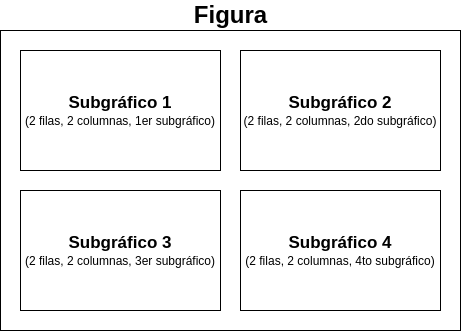 Figura
Subgráfico 1
(2 filas, 2 columnas, 1er subgráfico)
Subgráfico 2
(2 filas, 2 columnas, 2do subgráfico)
Subgráfico 3
(2 filas, 2 columnas, 3er subgráfico)
Subgráfico 4
(2 filas, 2 columnas, 4to subgráfico)